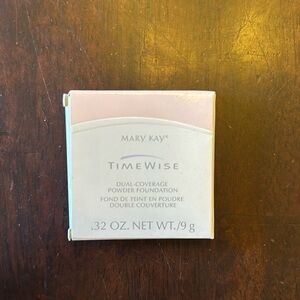 MARY KAY®
TIMEWISE
DUAL-COVERAGE
POWDER FOUNDATION
FOND DE TEINT EN POUDRE
DOUBLE COUVERTURE
.32 OZ. NET WT./9 g